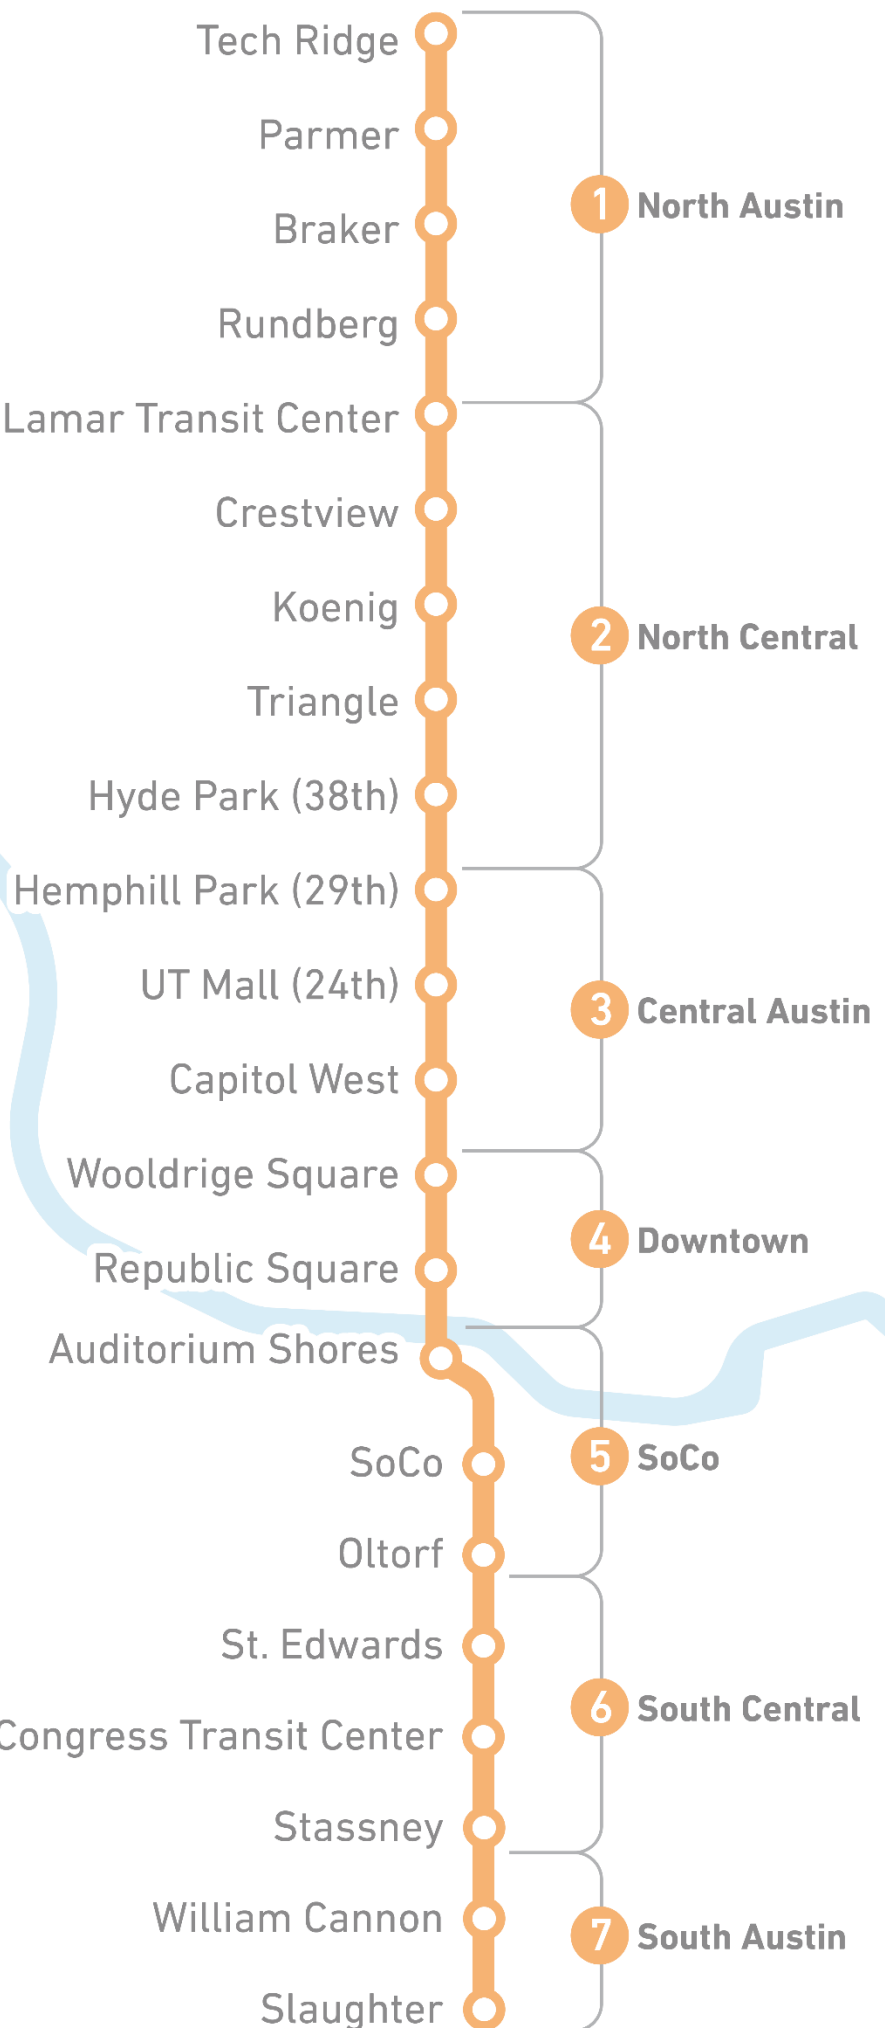 Tech Ridge
Parmer
Braker
1 North Austin
Rundberg
Lamar Transit Center
Crestview
Koenig
2 North Central
Triangle
Hyde Park (38th)
Hemphill Park (29th)
UT Mall (24th)
3 Central Austin
Capitol West
Wooldrige Square
4 Downtown
Republic Square
Auditorium Shores
SoCo
5 SoCo
Oltorf
St. Edwards
6 South Central
Congress Transit Center
Stassney
William Cannon
7 South Austin
Slaughter